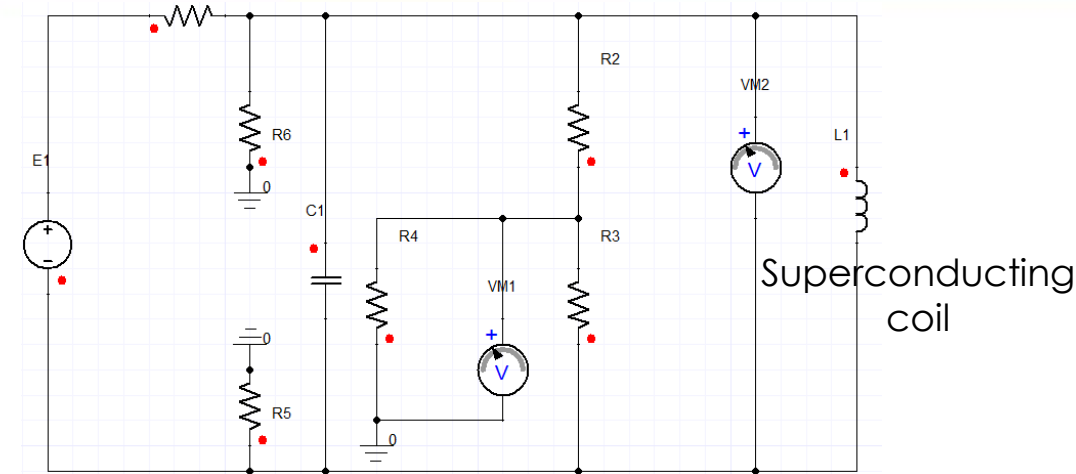 R2
VM2
R6
L1
E1
0
C1
R4
R3
Superconducting
coil
VM1
+
V
+
V
+
-
0
R5
0